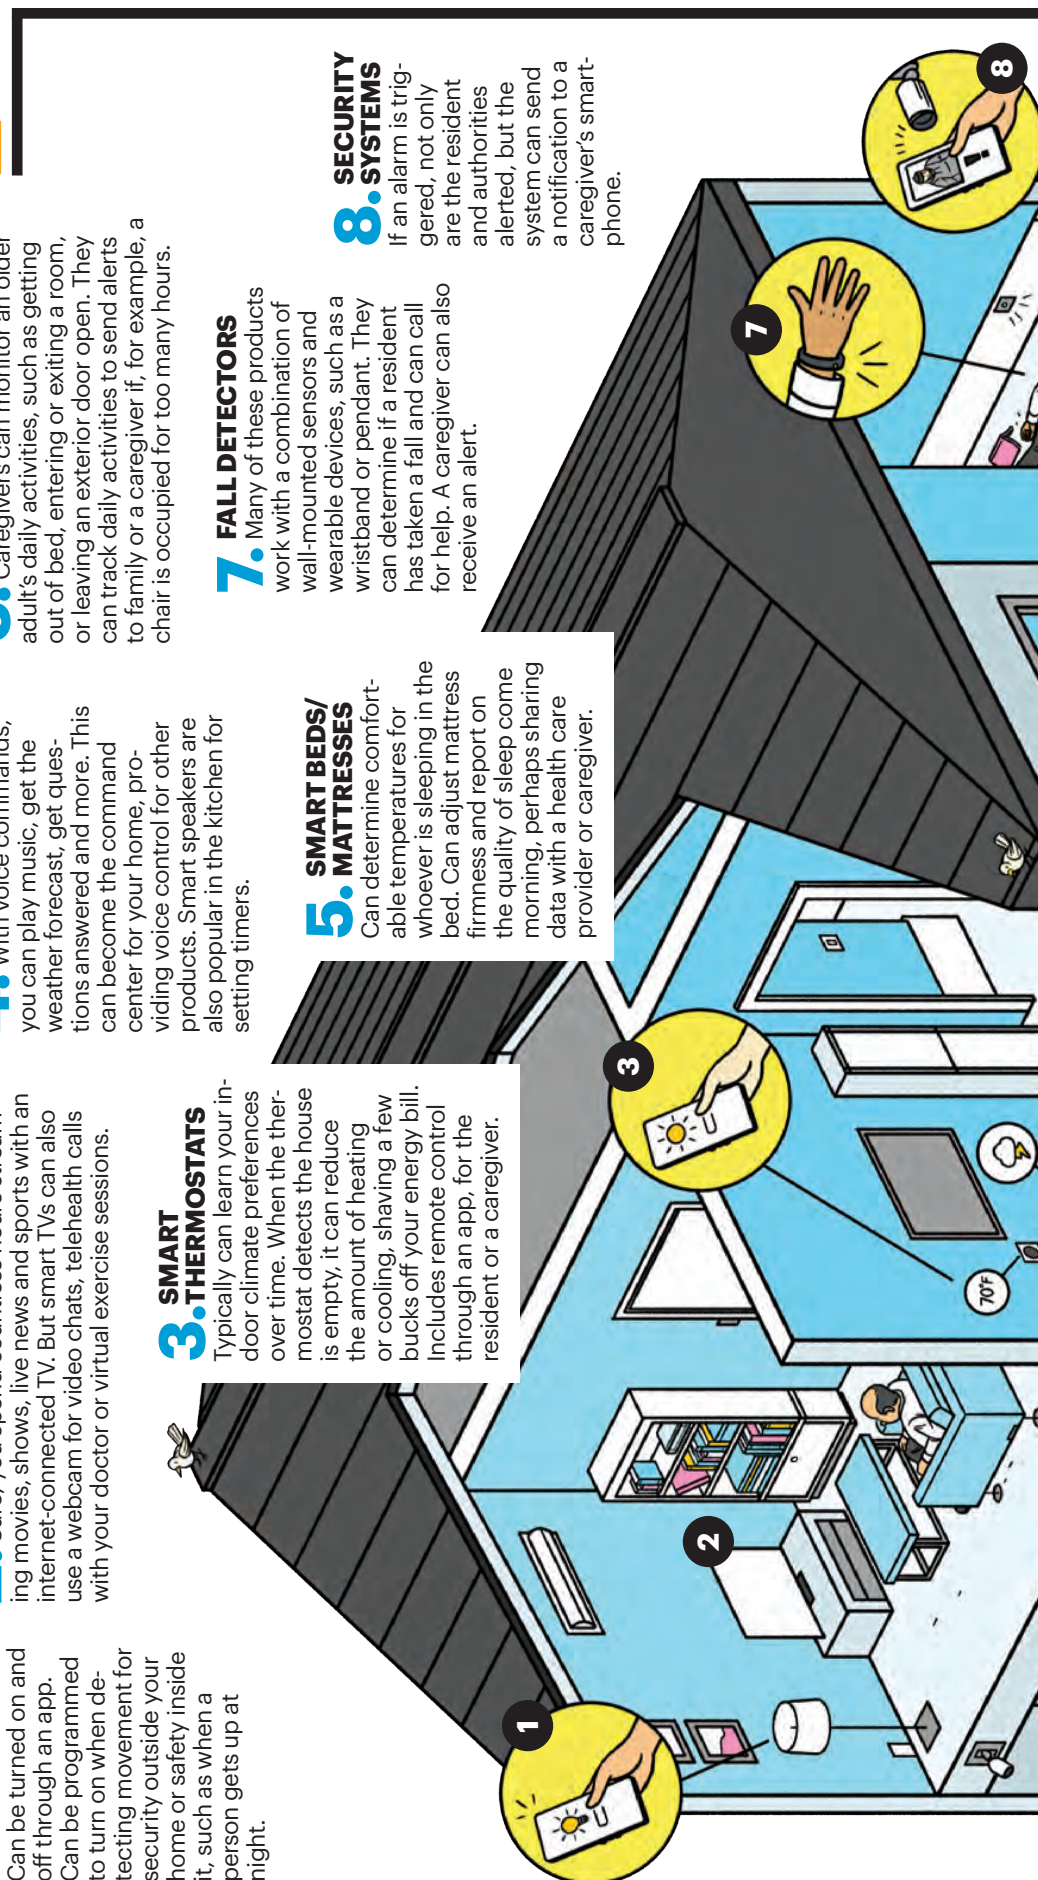 Can be turned on and
off through an app.
Can be programmed
to turn on when de-
tecting movement for
security outside your
home or safety inside
it, such as when a
person gets up at
night.
ing movies, shows, live news and sports with an
internet-connected TV. But smart TVs can also
use a webcam for video chats, telehealth calls
with your doctor or virtual exercise sessions.
3. SMART
THERMOSTATS
Typically can learn your in-
door climate preferences
over time. When the ther-
mostat detects the house
is empty, it can reduce
the amount of heating
or cooling, shaving a few
bucks off your energy bill.
Includes remote control
through an app, for the
resident or a caregiver.
With voice commands,
you can play music, get the
weather forecast, get ques-
tions answered and more. This
can become the command
center for your home, pro-
viding voice control for other
products. Smart speakers are
also popular in the kitchen for
setting timers.
5. SMART BEDS/
MATTRESSES
Can determine comfort-
able temperatures for
whoever is sleeping in the
bed. Can adjust mattress
firmness and report on
the quality of sleep come
morning, perhaps sharing
data with a health care
provider or caregiver.
Caregivers can monitor an older
adult's daily activities, such as getting
out of bed, entering or exiting a room,
or leaving an exterior door open. They
can track daily activities to send alerts
to family or a caregiver if, for example, a
chair is occupied for too many hours.
7. FALL DETECTORS
Many of these products
work with a combination of
wall-mounted sensors and
wearable devices, such as a
wristband or pendant. They
can determine if a resident
has taken a fall and can call
for help. A caregiver can also
receive an alert.
8. SECURITY
SYSTEMS
If an alarm is trig-
gered, not only
are the resident
and authorities
alerted, but the
system can send
a notification to a
caregiver's smart-
phone.
1
2
3
70°F
7
8
!